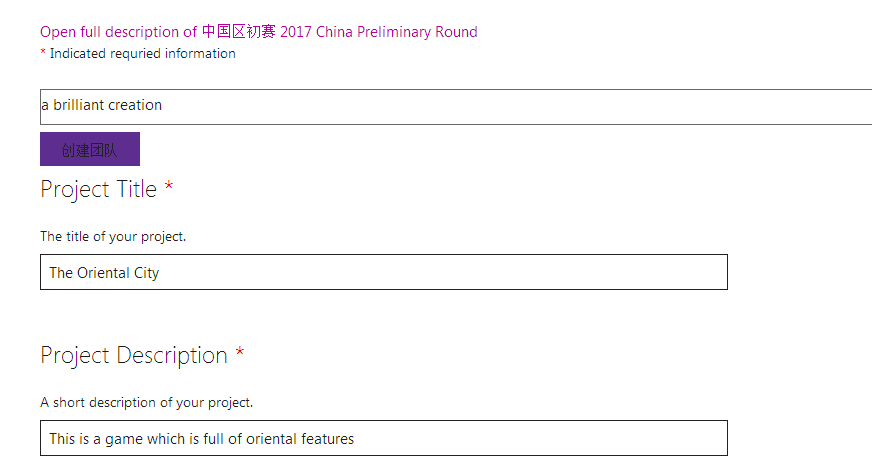 Open full description of 中国区初赛 2017 China Preliminary Round
* Indicated requried information
a brilliant creation
创建团队
Project Title *
The title of your project.
The Oriental City
Project Description *
A short description of your project.
This is a game which is full of oriental features